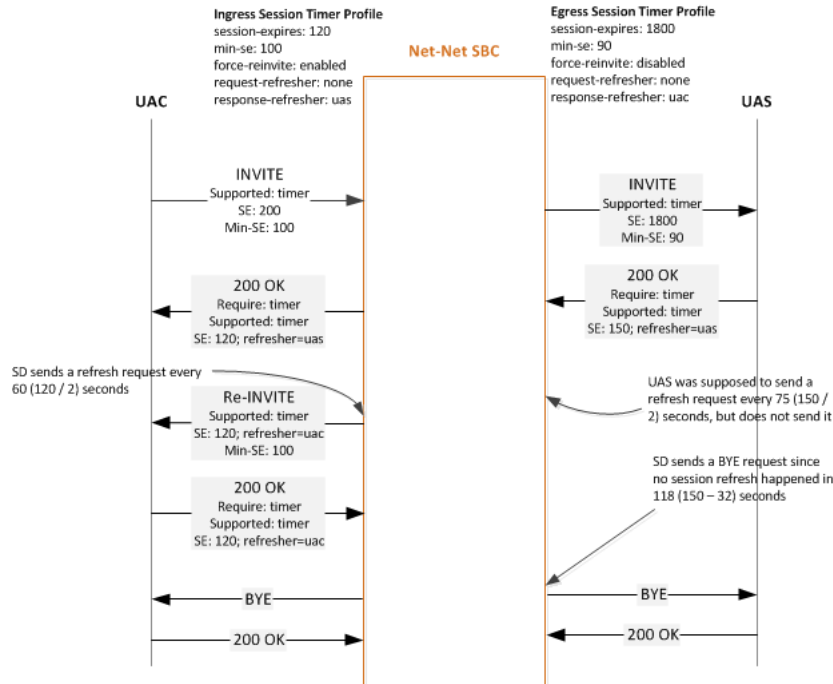 Ingress Session Timer Profile
session-expires: 120
min-se: 100
force-reinvite: enabled
request-refresher: none
response-refresher: uas
Net-Net SBC
Egress Session Timer Profile
session-expires: 1800
min-se: 90
force-reinvite: disabled
request-refresher: none
response-refresher: uac
UAC
UAS
INVITE
Supported: timer
SE: 200
Min-SE: 100
INVITE
Supported: timer
SE: 1800
Min-SE: 90
200 OK
Require: timer
Supported: timer
SE: 120; refresher=uas
200 OK
Require: timer
Supported: timer
SE: 150; refresher=uas
SD sends a refresh request every
60 (120 / 2) seconds
UAS was supposed to send a
refresh request every 75 (150 /
2) seconds, but does not send it
Re-INVITE
Supported: timer
SE: 120; refresher=uac
Min-SE: 100
SD sends a BYE request since
no session refresh happened in
118 (150 – 32) seconds
200 OK
Require: timer
Supported: timer
SE: 120; refresher=uac
BYE
BYE
200 OK
200 OK